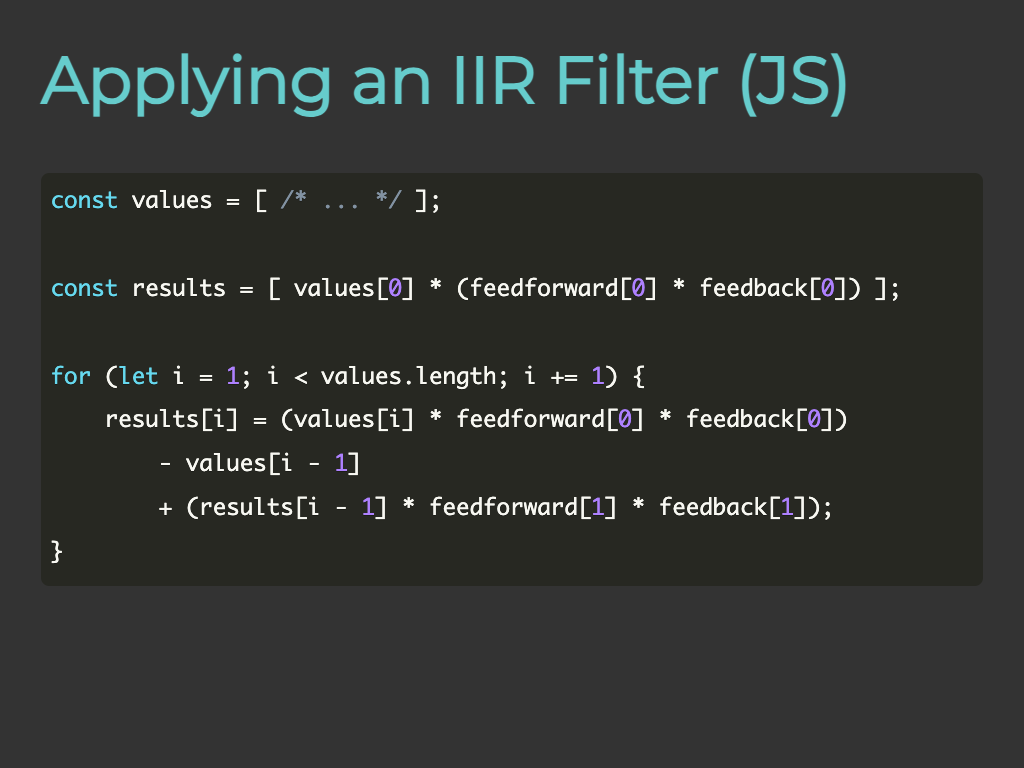 Applying an IIR Filter (JS)
const values = [ /* ... */ ];
const results = [ values[0] * (feedforward[0] * feedback[0]) ];
for (let i = 1; i < values.length; i += 1) {
results[i] = (values[i] * feedforward[0] * feedback[0])
- values[i - 1]
+ (results[i - 1] * feedforward[1] * feedback[1]);
}